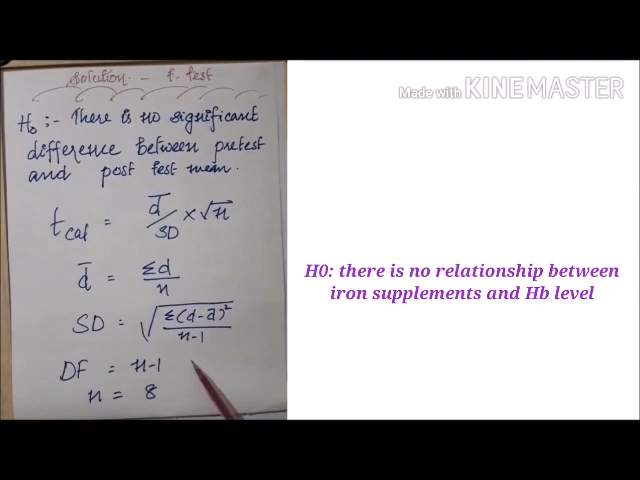 Solution - t-test
H₀ :- There is no significant
difference between pretest
and post test mean.
t cal = d̅/SD × √n
d̅ = Σd/n
SD = √(Σ(d-d̅)²/n-1)
DF = n-1
n = 8
Made with KINEMASTER
H0: there is no relationship between
iron supplements and Hb level